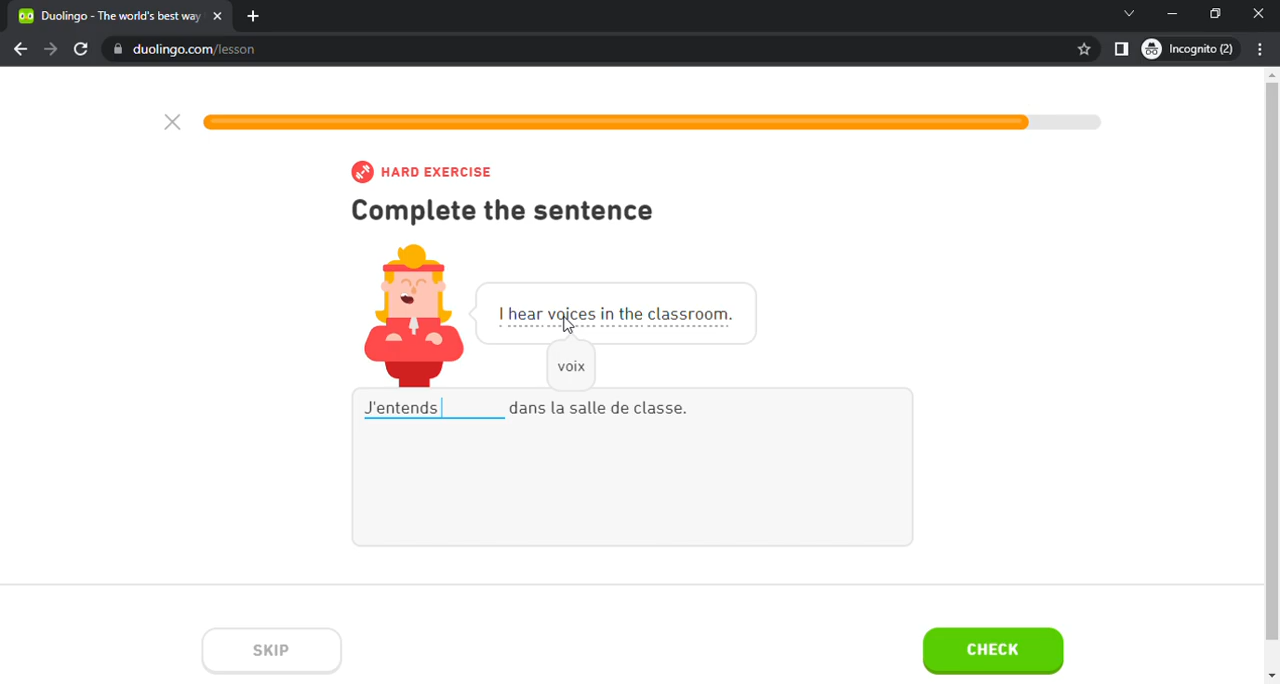 Duolingo - The world's best way
duolingo.com/lesson
Incognito (2)
HARD EXERCISE
Complete the sentence
I hear voices in the classroom.
voix
J'entends dans la salle de classe.
SKIP
CHECK